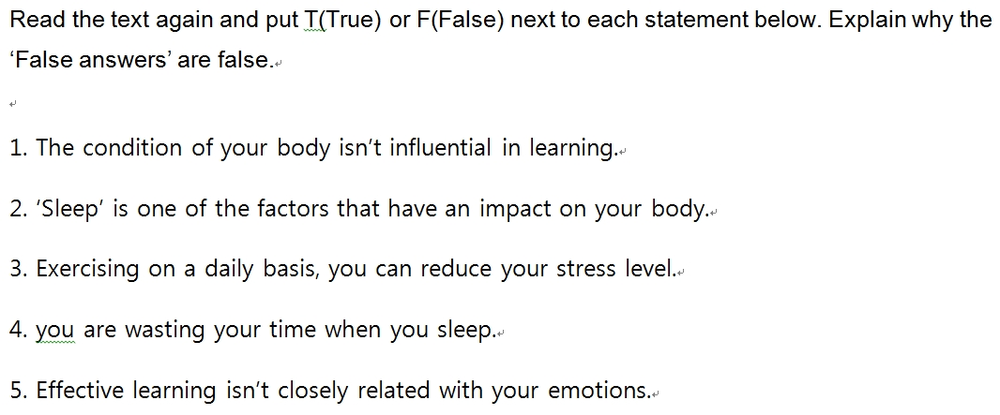 Read the text again and put T(True) or F(False) next to each statement below. Explain why the
‘False answers’ are false.
1. The condition of your body isn’t influential in learning.
2. ‘Sleep’ is one of the factors that have an impact on your body.
3. Exercising on a daily basis, you can reduce your stress level.
4. you are wasting your time when you sleep.
5. Effective learning isn’t closely related with your emotions.